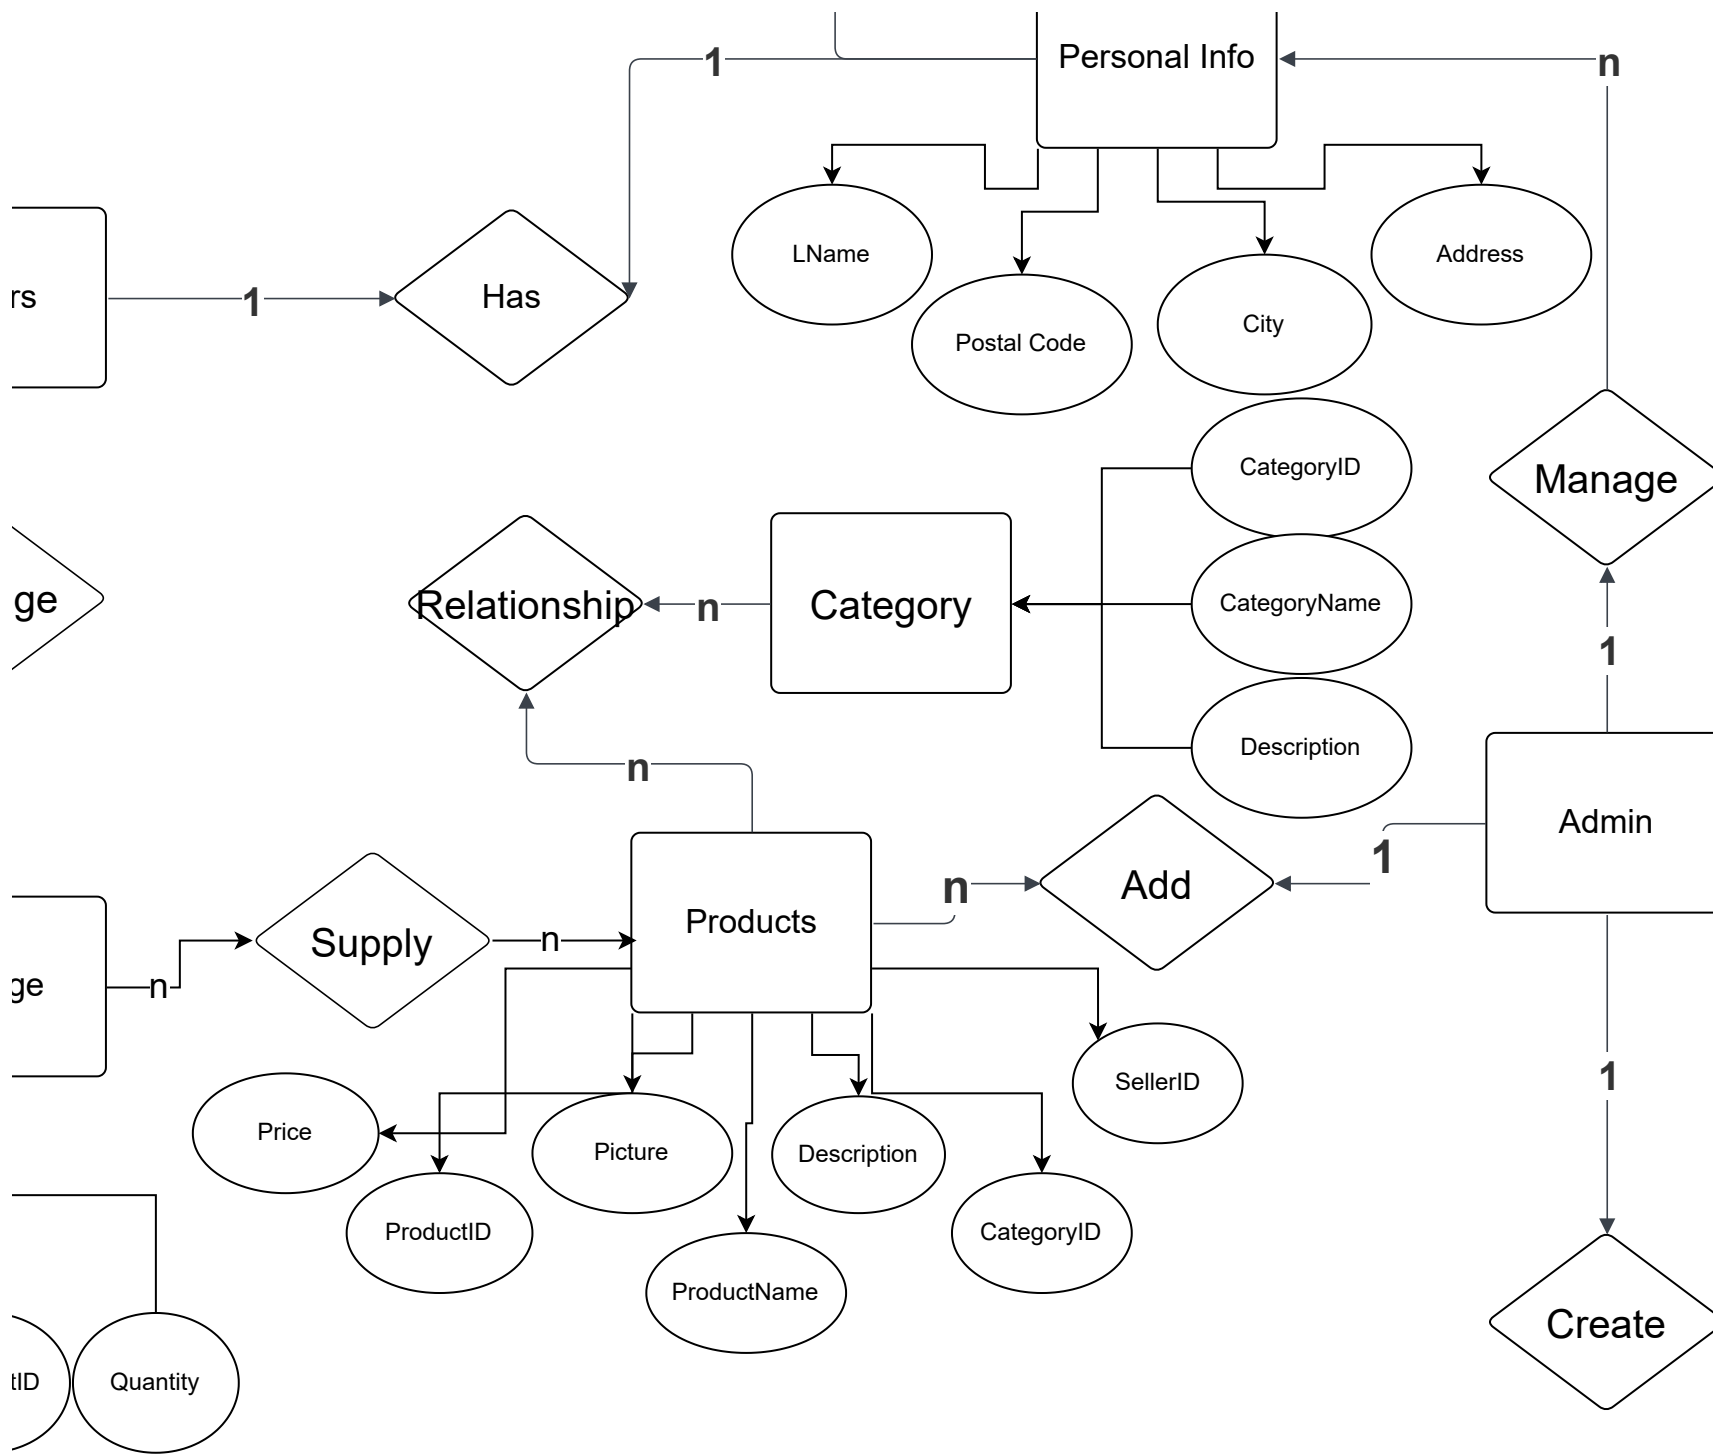 Personal Info
1
n
LName
Address
rs
1
Has
City
Postal Code
CategoryID
Manage
ge
Relationship
n
Category
CategoryName
1
Description
n
Admin
1
n
Add
Products
Supply
n
ge
n
SellerID
1
Price
Picture
Description
ProductID
CategoryID
ProductName
Create
tID
Quantity